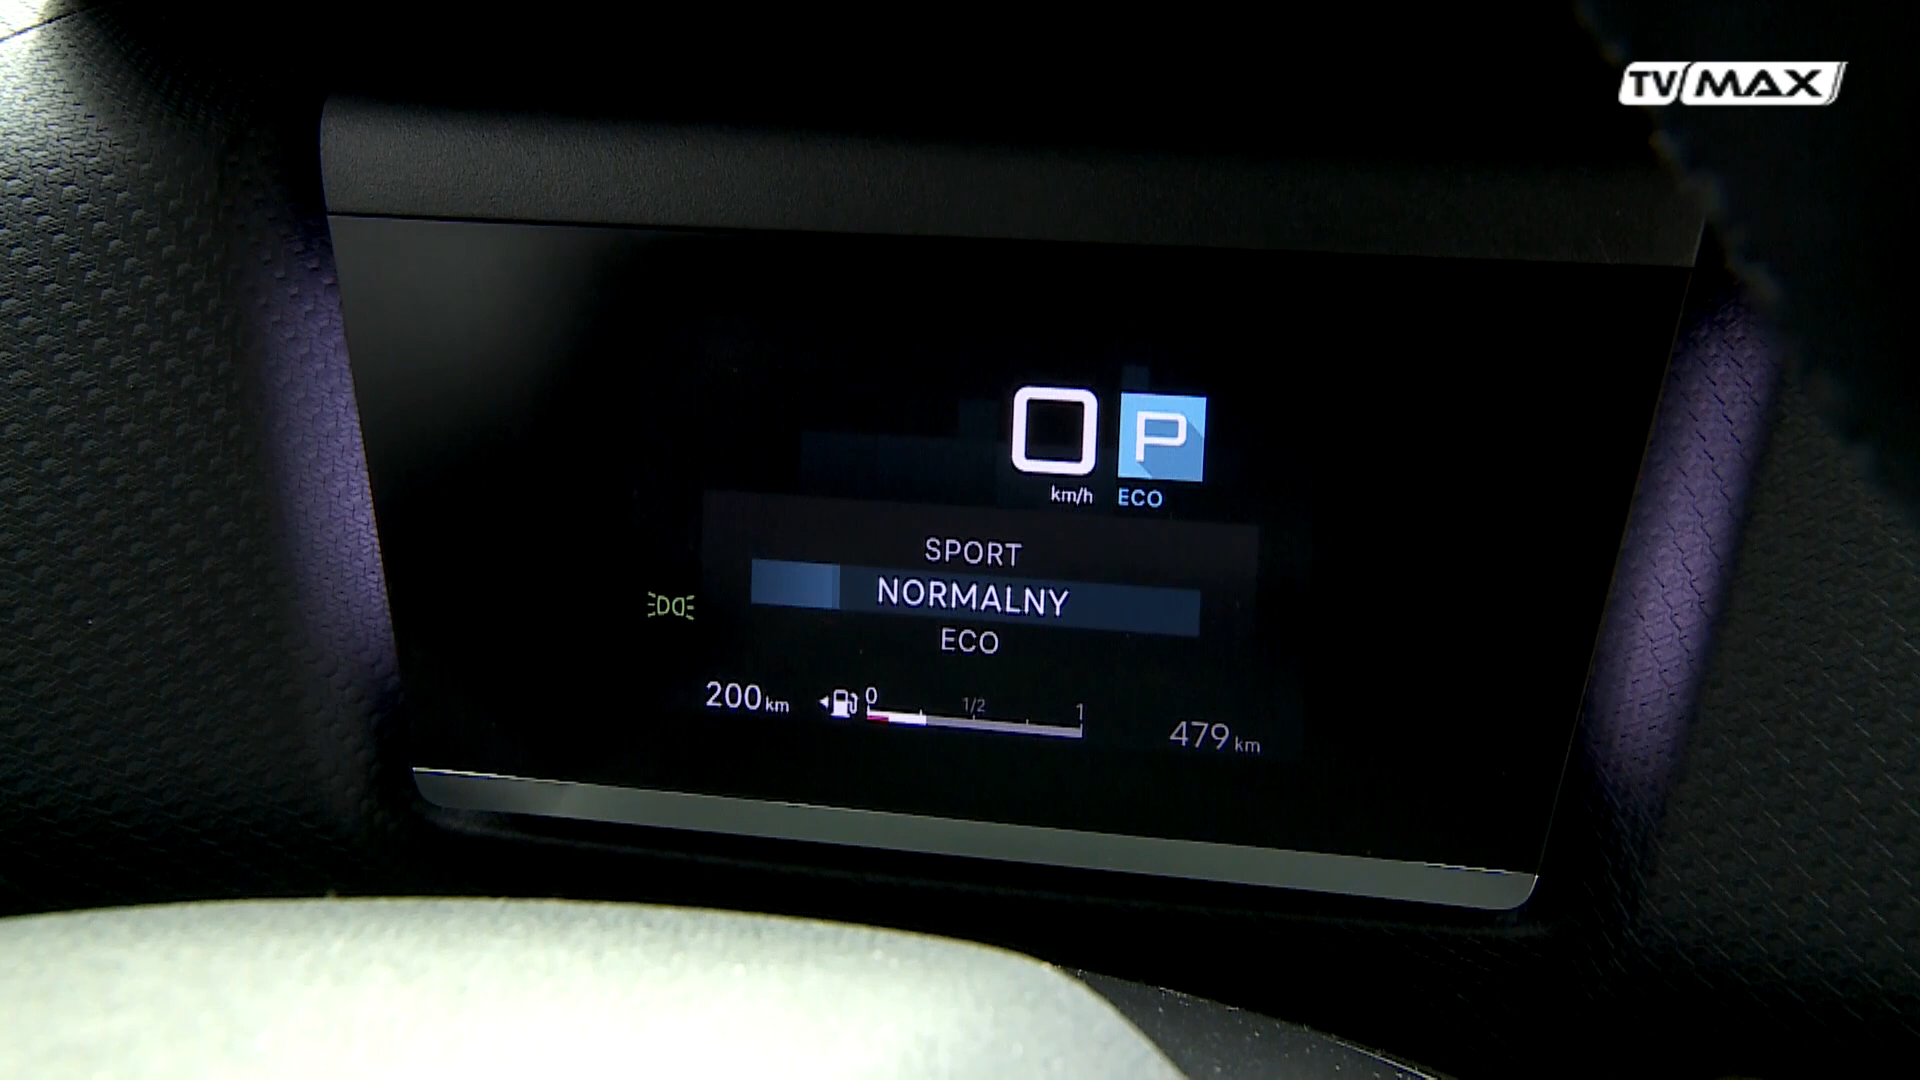 TV MAX
0 P
km/h ECO
SPORT
NORMALNY
ECO
200 km 0 1/2 1 479 km